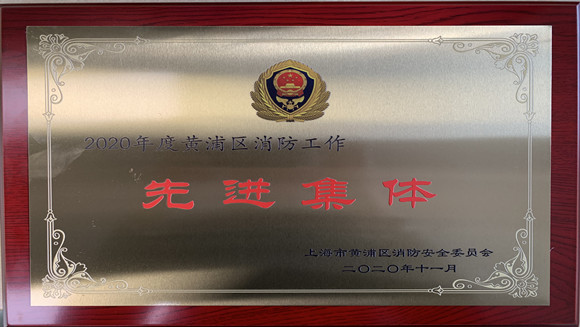 2020年度黄浦区消防工作
先进集体
上海市黄浦区消防安全委员会
二〇二〇年十一月